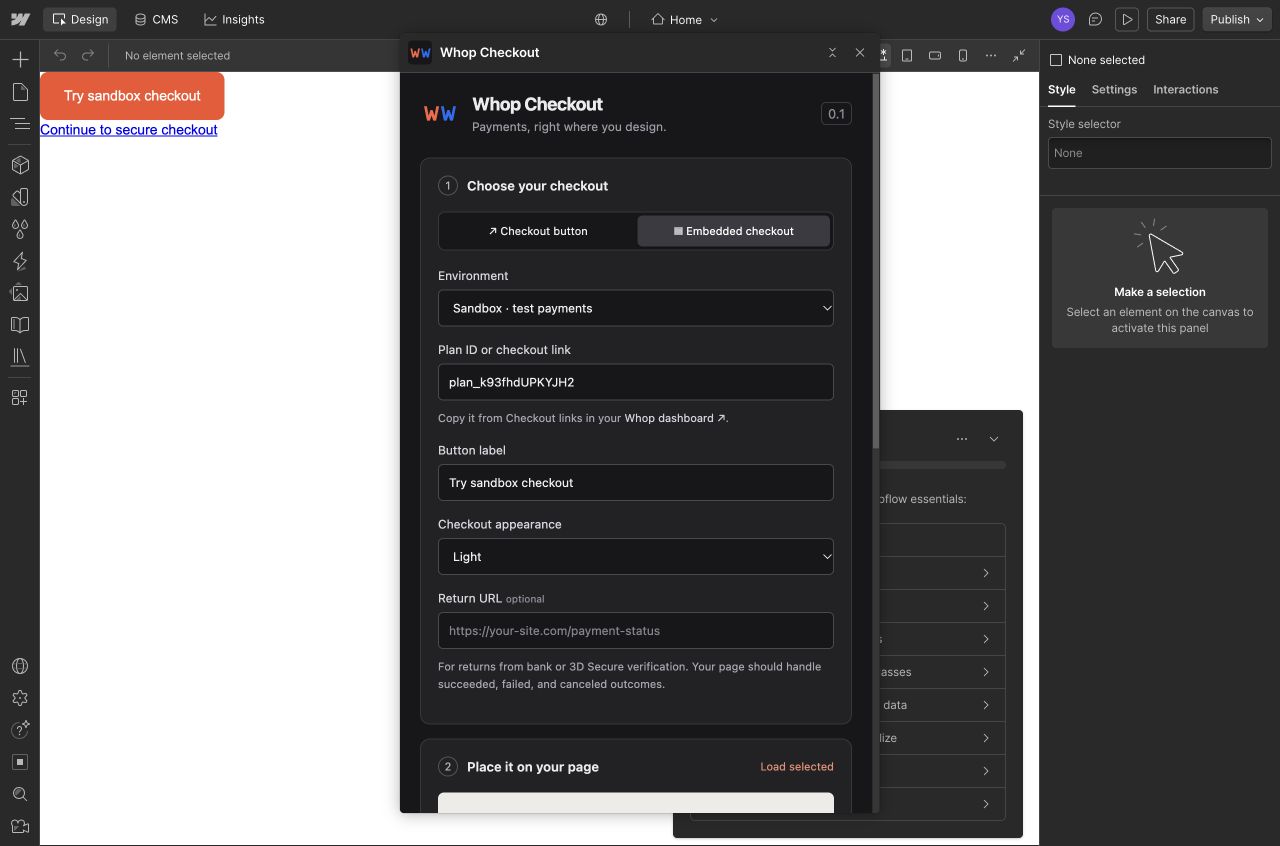 Design
CMS
Insights
Home
YS
Share
Publish
No element selected
Whop Checkout
None selected
Style
Settings
Interactions
Style selector
None
Make a selection
Select an element on the canvas to
activate this panel
Try sandbox checkout
Continue to secure checkout
WW
Whop Checkout
Payments, right where you design.
0.1
1
Choose your checkout
↗ Checkout button
Embedded checkout
Environment
Sandbox · test payments
Plan ID or checkout link
plan_k93fhdUPKYJH2
Copy it from Checkout links in your Whop dashboard ↗.
Button label
Try sandbox checkout
Checkout appearance
Light
Return URL optional
https://your-site.com/payment-status
For returns from bank or 3D Secure verification. Your page should handle
succeeded, failed, and canceled outcomes.
2
Place it on your page
Load selected
essentials:
data